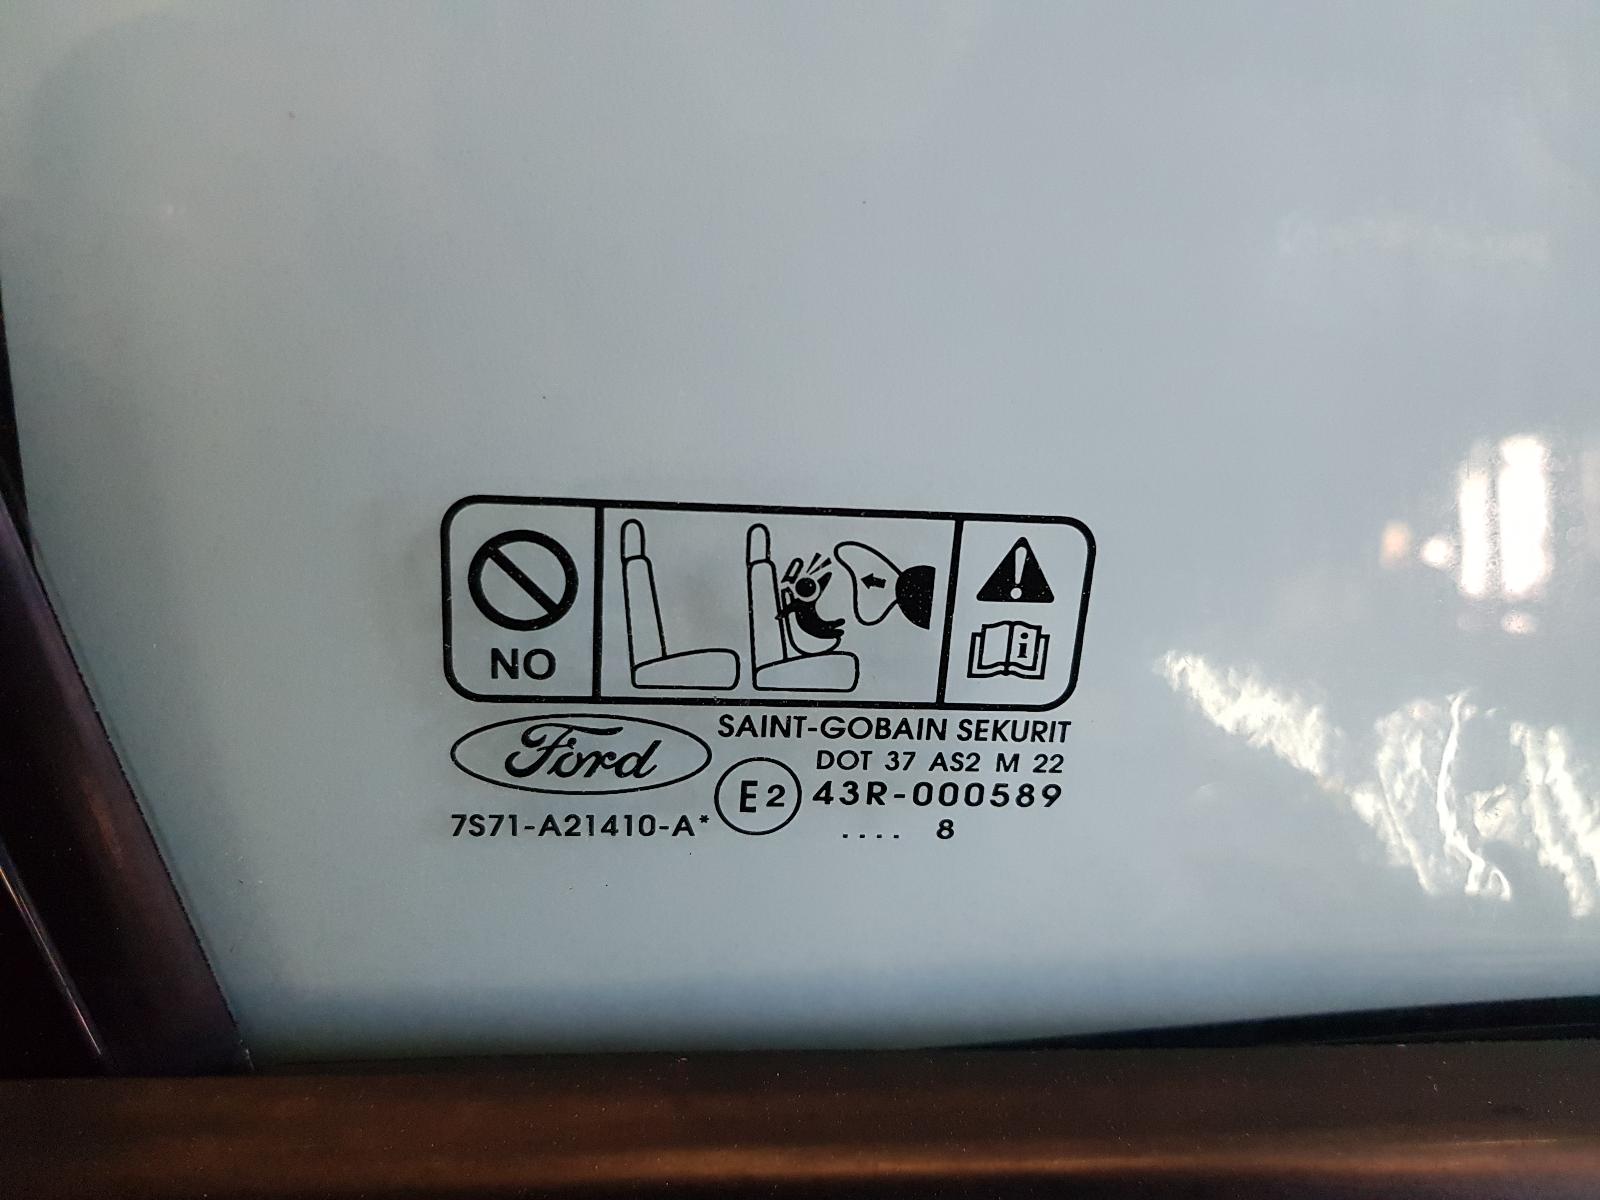 NO
i
Ford
SAINT-GOBAIN SEKURIT
DOT 37 AS2 M 22
E2 43R-000589
7S71-A21410-A*
.... 8